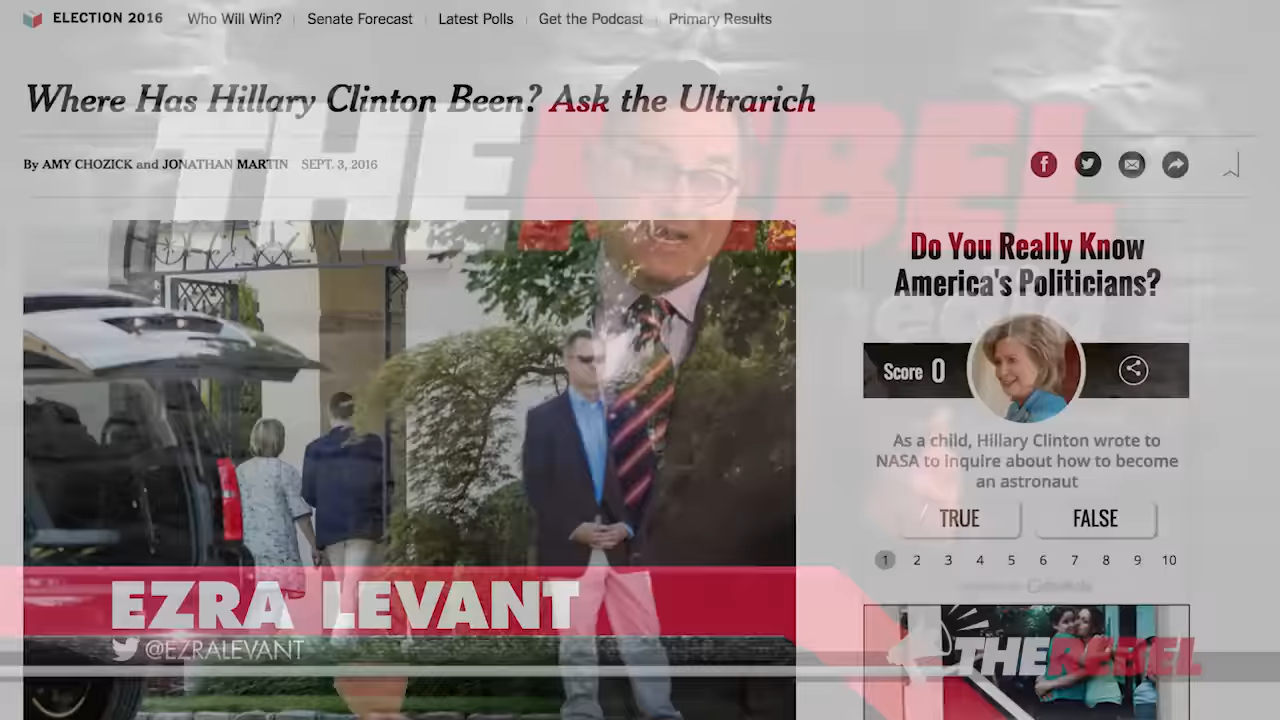 ELECTION 2016 Who Will Win? Senate Forecast Latest Polls Get the Podcast Primary Results
Where Has Hillary Clinton Been? Ask the Ultrarich
THE REBEL
By AMY CHOZICK and JONATHAN MARTIN SEPT. 3, 2016
Do You Really Know
America's Politicians?
Score 0
As a child, Hillary Clinton wrote to
NASA to inquire about how to become
an astronaut
TRUE FALSE
1 2 3 4 5 6 7 8 9 10
EZRA LEVANT
@EZRALEVANT
THE REBEL